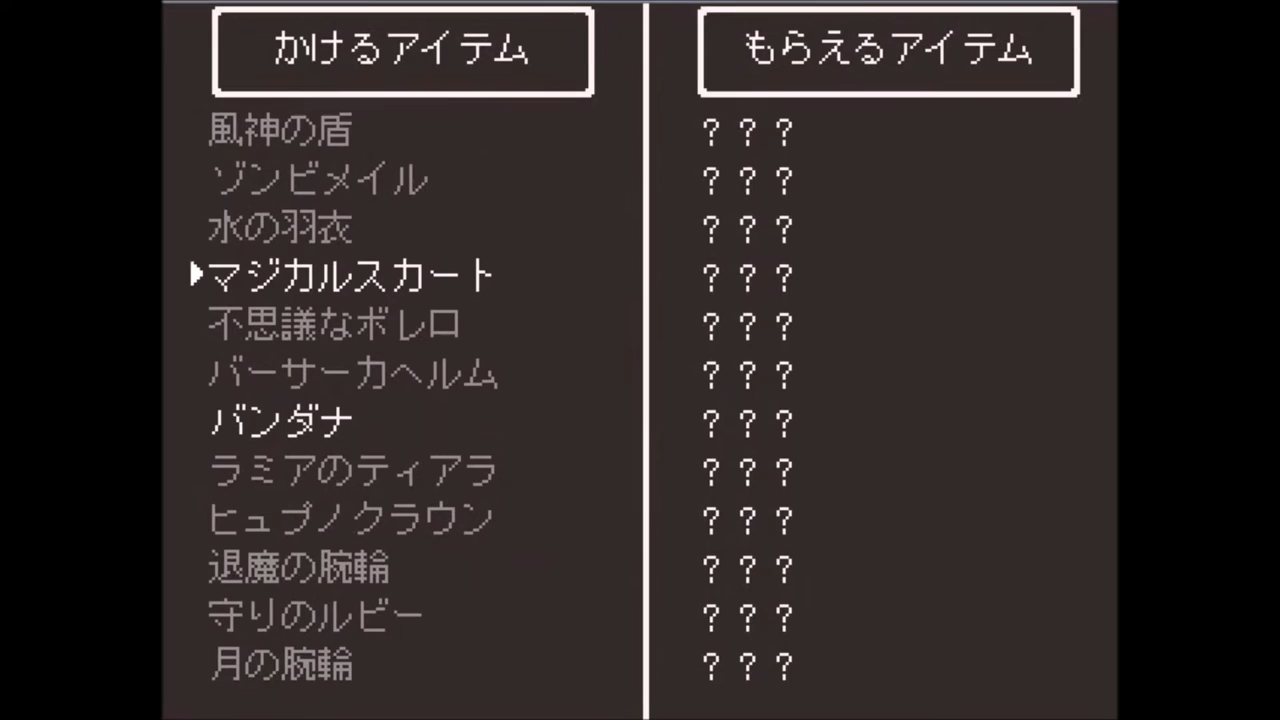 かけるアイテム
もらえるアイテム
風神の盾
？？？
ゾンビメイル
？？？
水の羽衣
？？？
マジカルスカート
？？？
不思議なボレロ
？？？
バーサーカヘルム
？？？
バンダナ
？？？
ラミアのティアラ
？？？
ヒュプノクラウン
？？？
退魔の腕輪
？？？
守りのルビー
？？？
月の腕輪
？？？